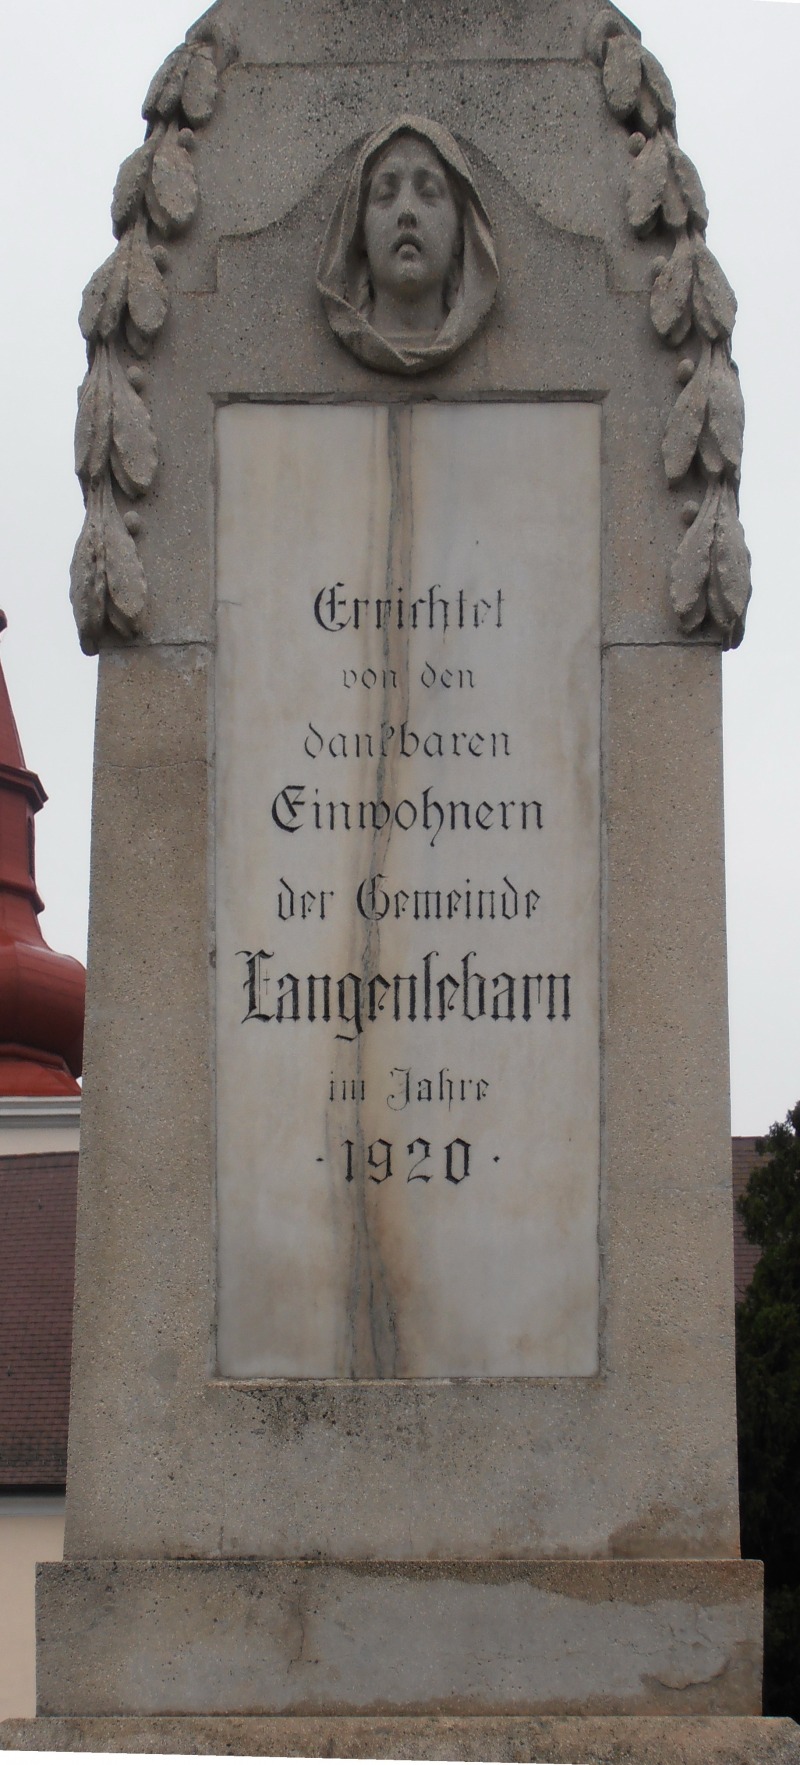 Errichtet
von den
dankbaren
Einwohnern
der Gemeinde
Langenlebarn
im Jahre
·1920·